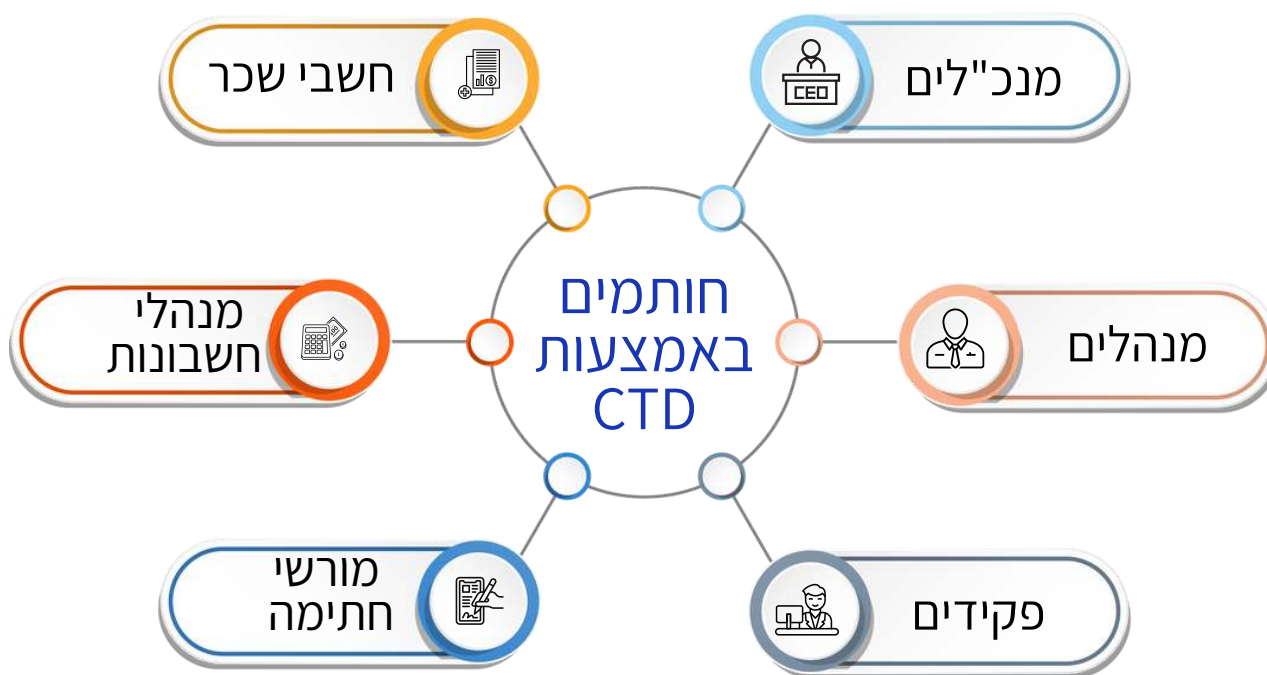 חשבי שכר
מנכ"לים
CEO
חותמים
באמצעות
CTD
מנהלי
חשבונות
מנהלים
מורשי
חתימה
פקידים